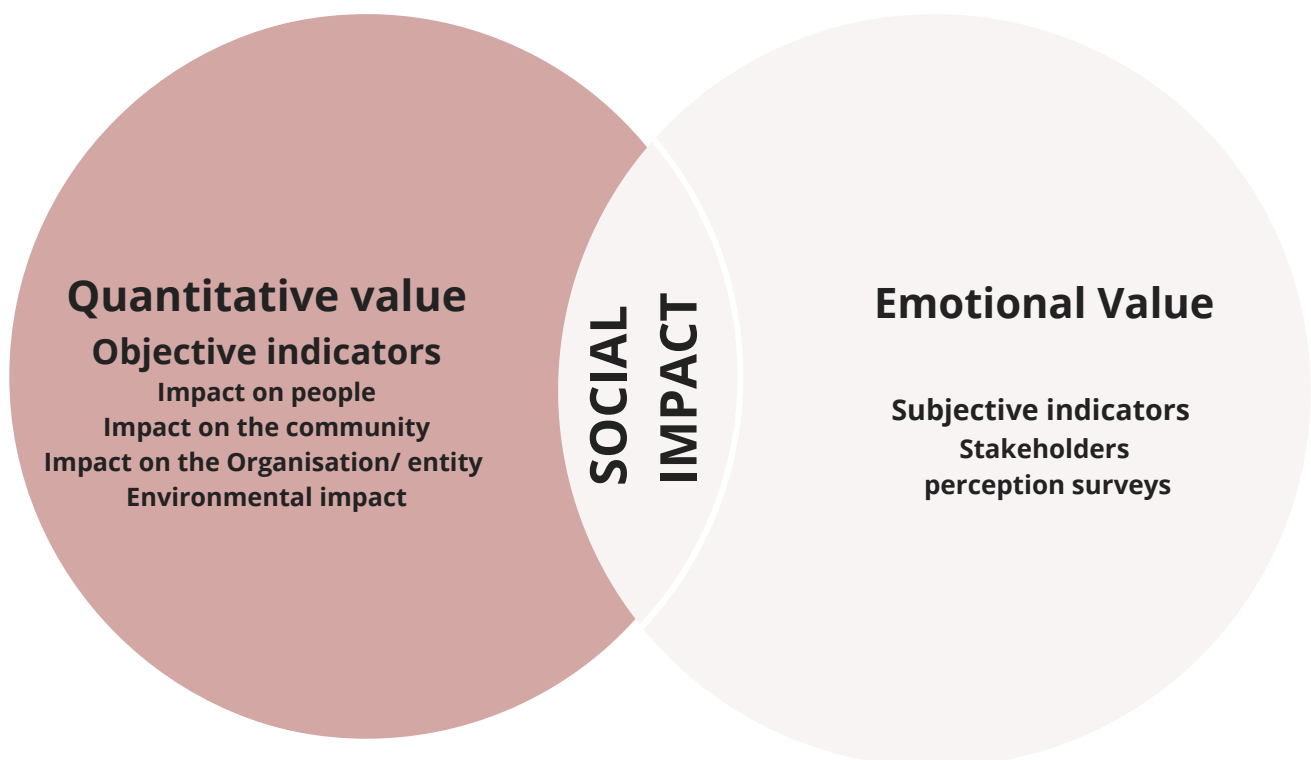 Quantitative value
Objective indicators
Impact on people
Impact on the community
Impact on the Organisation/ entity
Environmental impact
SOCIAL
IMPACT
Emotional Value
Subjective indicators
Stakeholders
perception surveys